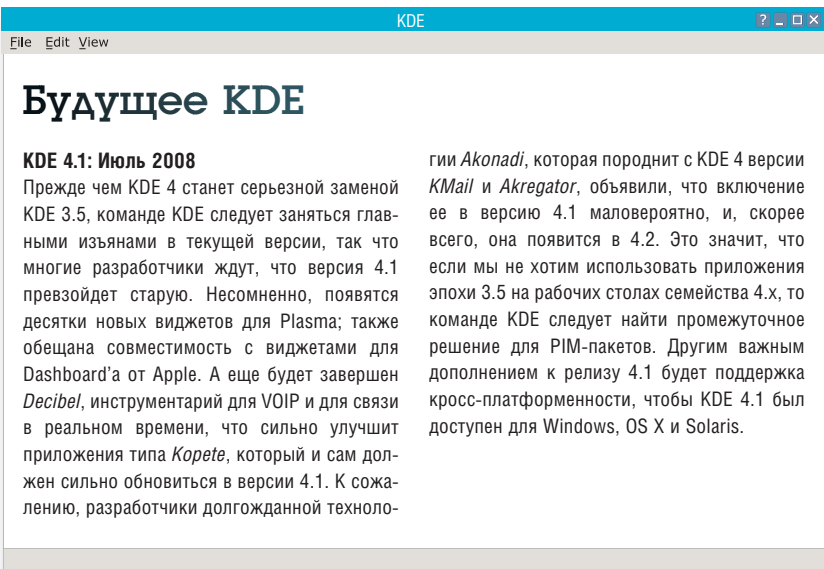 KDE
File Edit View
Будущее KDE
KDE 4.1: Июль 2008
Прежде чем KDE 4 станет серьезной заменой
KDE 3.5, команде KDE следует заняться глав-
ными изъянами в текущей версии, так что
многие разработчики ждут, что версия 4.1
превзойдет старую. Несомненно, появятся
десятки новых виджетов для Plasma; также
обещана совместимость с виджетами для
Dashboard'а от Apple. А еще будет завершен
Decibel, инструментарий для VOIP и для связи
в реальном времени, что сильно улучшит
приложения типа Kopete, который и сам дол-
жен сильно обновиться в версии 4.1. К сожа-
лению, разработчики долгожданной техноло-
гии Akonadi, которая породнит с KDE 4 версии
KMail и Akregator, объявили, что включение
ее в версию 4.1 маловероятно, и, скорее
всего, она появится в 4.2. Это значит, что
если мы не хотим использовать приложения
эпохи 3.5 на рабочих столах семейства 4.x, то
команде KDE следует найти промежуточное
решение для PIM-пакетов. Другим важным
дополнением к релизу 4.1 будет поддержка
кросс-платформенности, чтобы KDE 4.1 был
доступен для Windows, OS X и Solaris.